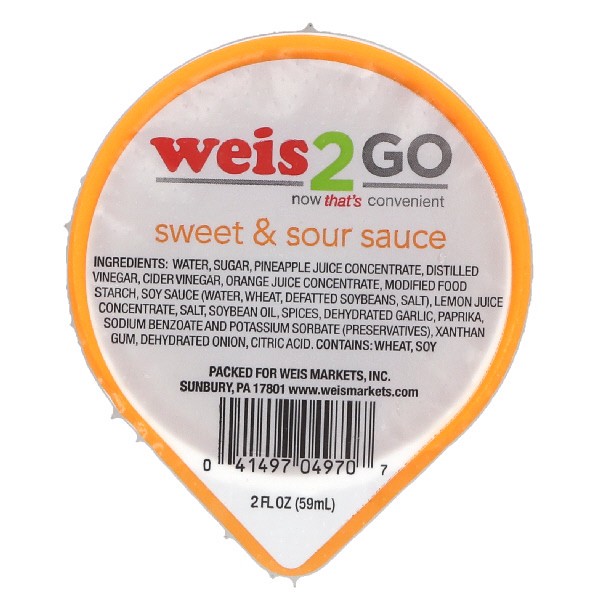 weis2GO
now that's convenient
sweet & sour sauce
INGREDIENTS: WATER, SUGAR, PINEAPPLE JUICE CONCENTRATE, DISTILLED
VINEGAR, CIDER VINEGAR, ORANGE JUICE CONCENTRATE, MODIFIED FOOD
STARCH, SOY SAUCE (WATER, WHEAT, DEFATTED SOYBEANS, SALT), LEMON JUICE
CONCENTRATE, SALT, SOYBEAN OIL, SPICES, DEHYDRATED GARLIC, PAPRIKA,
SODIUM BENZOATE AND POTASSIUM SORBATE (PRESERVATIVES), XANTHAN
GUM, DEHYDRATED ONION, CITRIC ACID. CONTAINS: WHEAT, SOY
PACKED FOR WEIS MARKETS, INC.
SUNBURY, PA 17801 www.weismarkets.com
0 41497 04970 7
2 FL OZ (59mL)